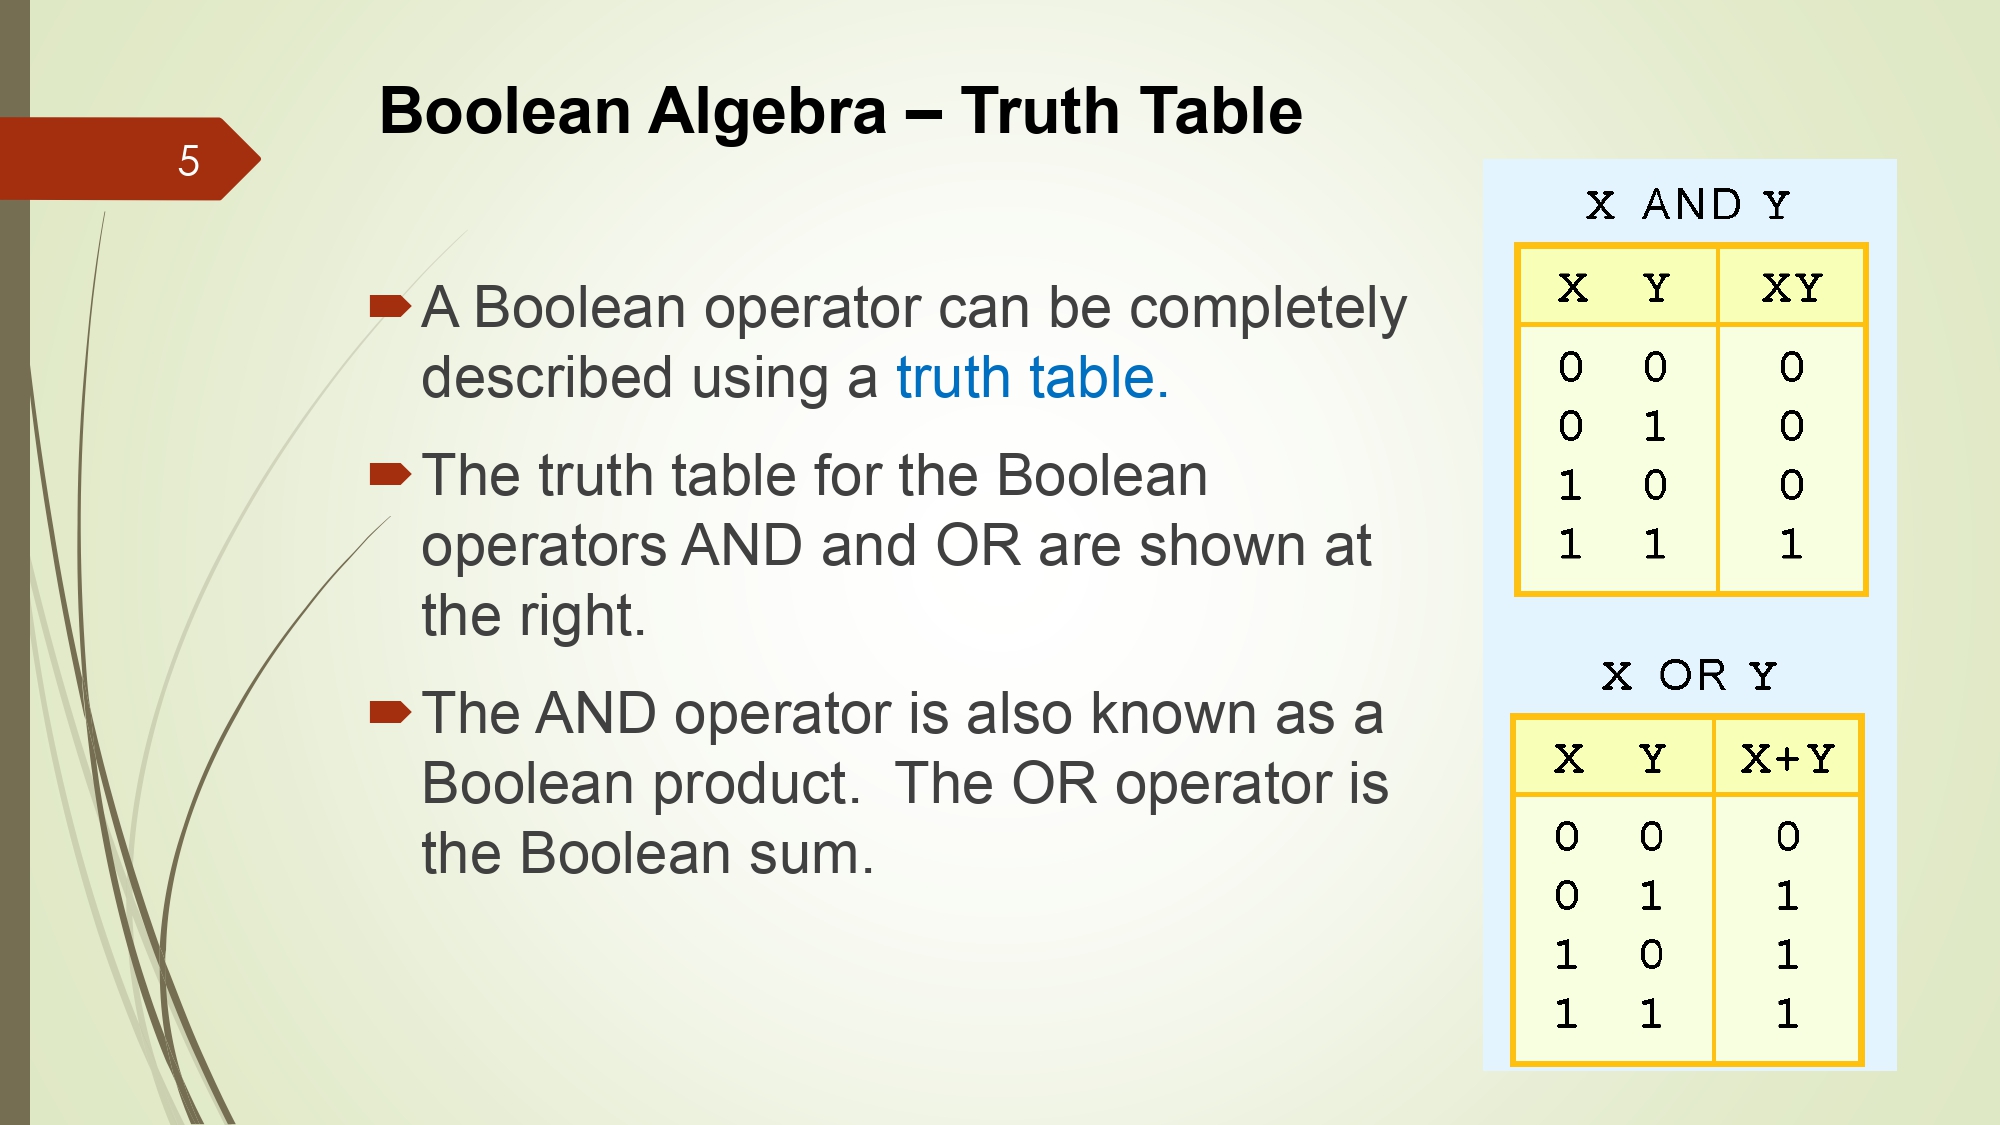 Boolean Algebra – Truth Table
5
A Boolean operator can be completely
described using a truth table.
The truth table for the Boolean
operators AND and OR are shown at
the right.
The AND operator is also known as a
Boolean product.  The OR operator is
the Boolean sum.
X AND Y
X Y XY
0 0 0
0 1 0
1 0 0
1 1 1
X OR Y
X Y X+Y
0 0 0
0 1 1
1 0 1
1 1 1